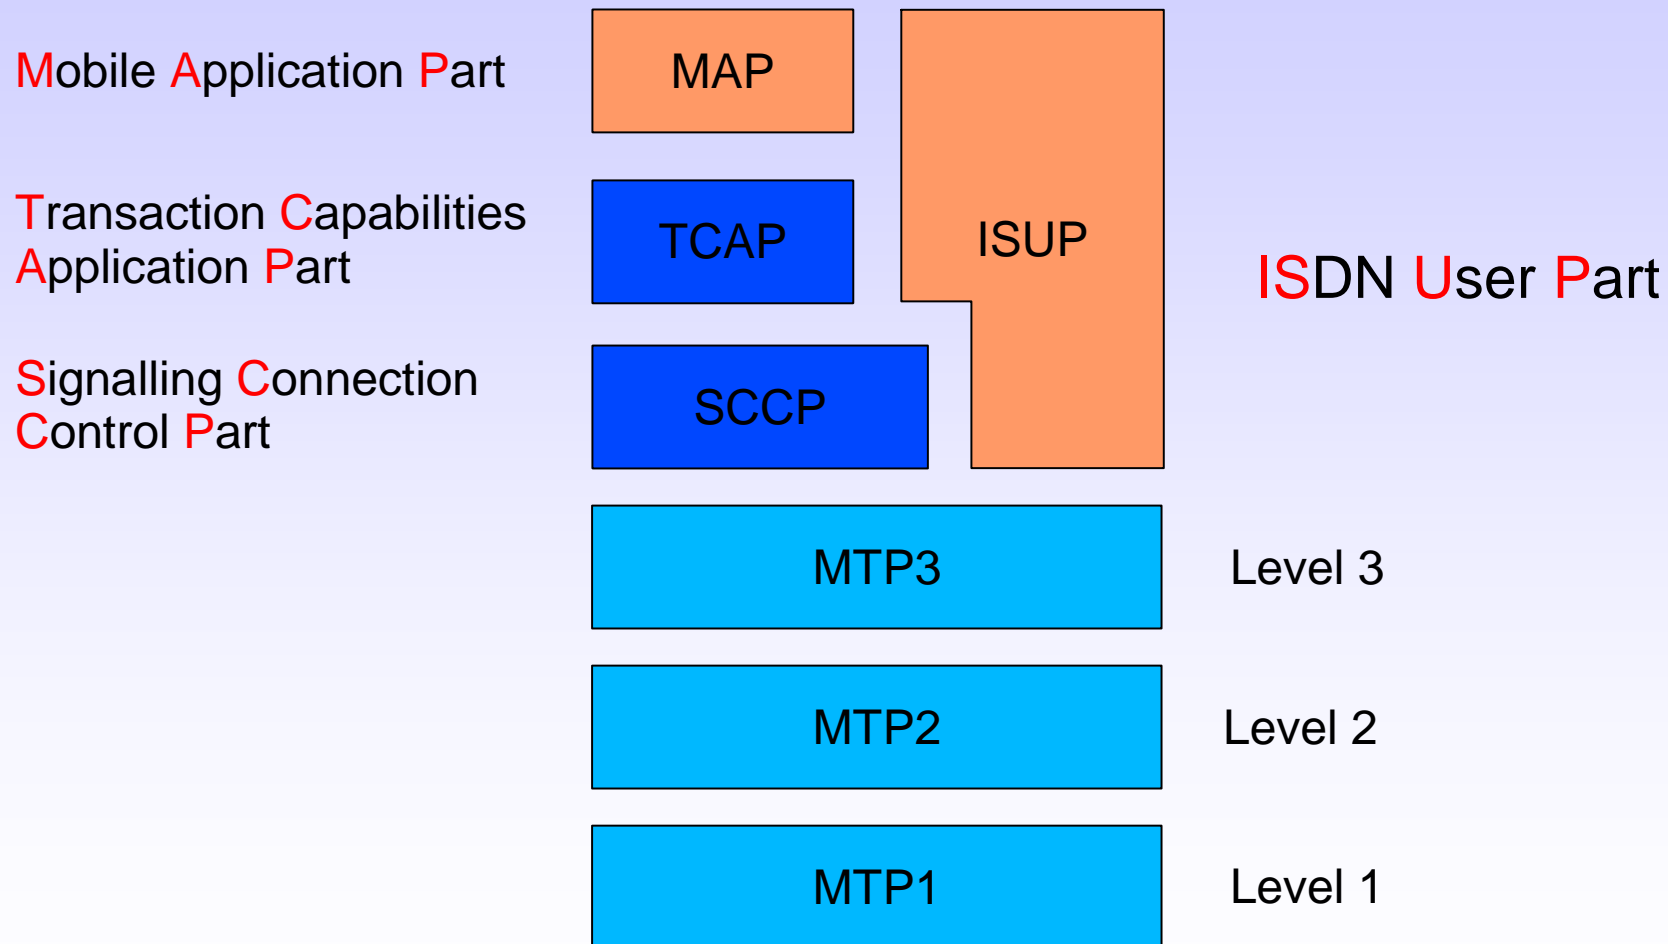 Mobile Application Part
MAP
Transaction Capabilities
Application Part
TCAP
ISUP
ISDN User Part
Signalling Connection
Control Part
SCCP
MTP3
Level 3
MTP2
Level 2
MTP1
Level 1